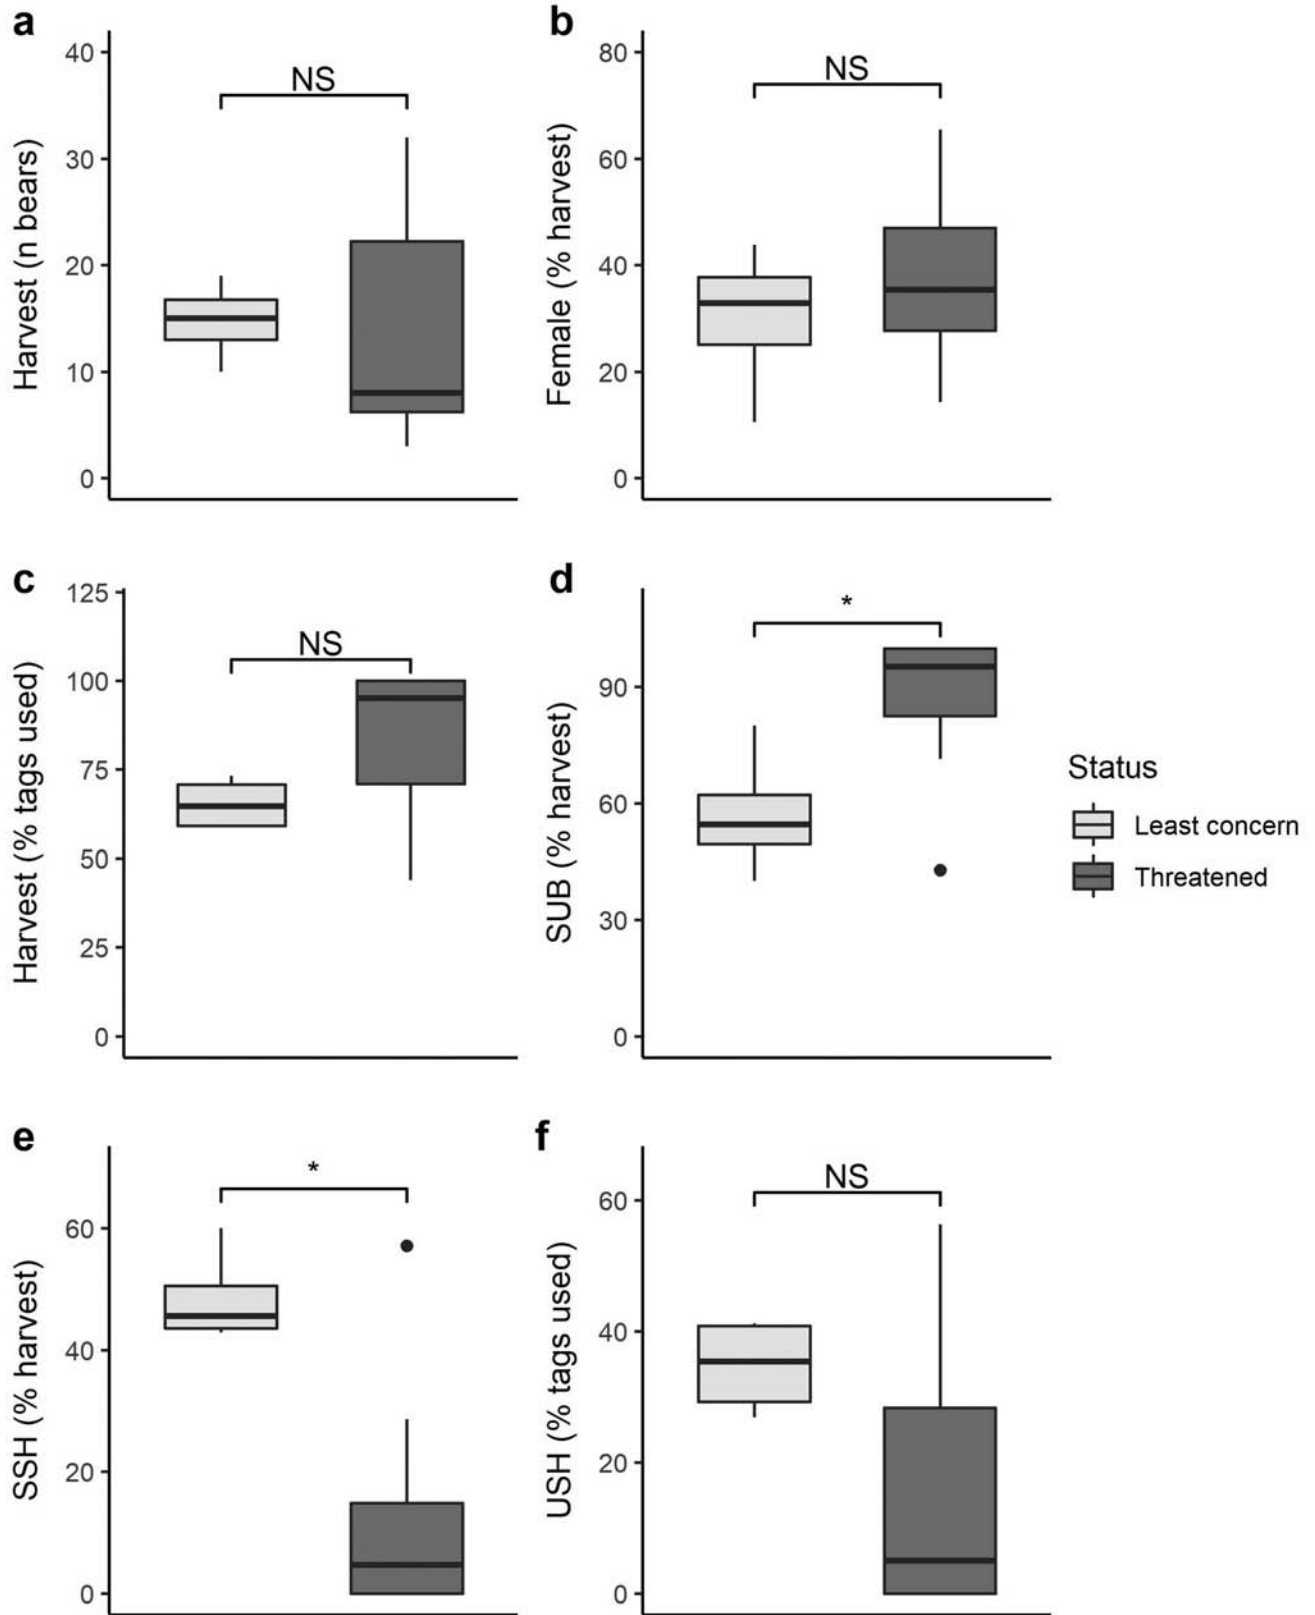 a
40
30
20
10
0
Harvest (n bears)
NS
b
80
60
40
20
0
Female (% harvest)
NS
c
125
100
75
50
25
0
Harvest (% tags used)
NS
d
90
60
30
0
SUB (% harvest)
*
Status
Least concern
Threatened
e
60
40
20
0
SSH (% harvest)
*
f
60
40
20
0
USH (% tags used)
NS